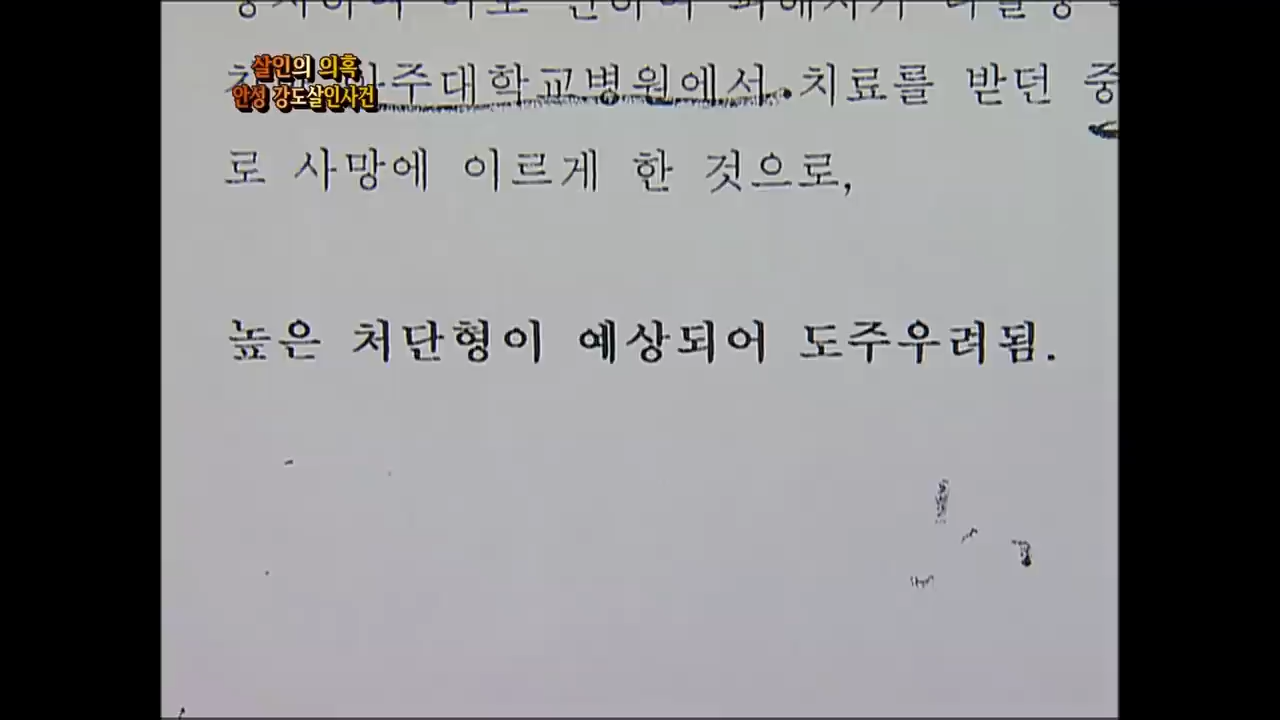 살인의 의혹
안성 강도살인사건
아주대학교병원에서 치료를 받던 중
로 사망에 이르게 한 것으로,
높은 처단형이 예상되어 도주우려됨.